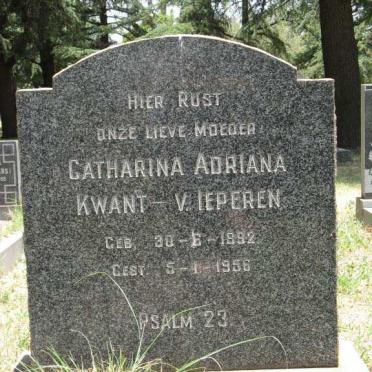 HIER RUST
ONZE LIEVE MOEDER
CATHARINA ADRIANA
KWANT - V. IEPEREN
GEB. 30-6-1892
GEST. 5-1-1956
PSALM 23